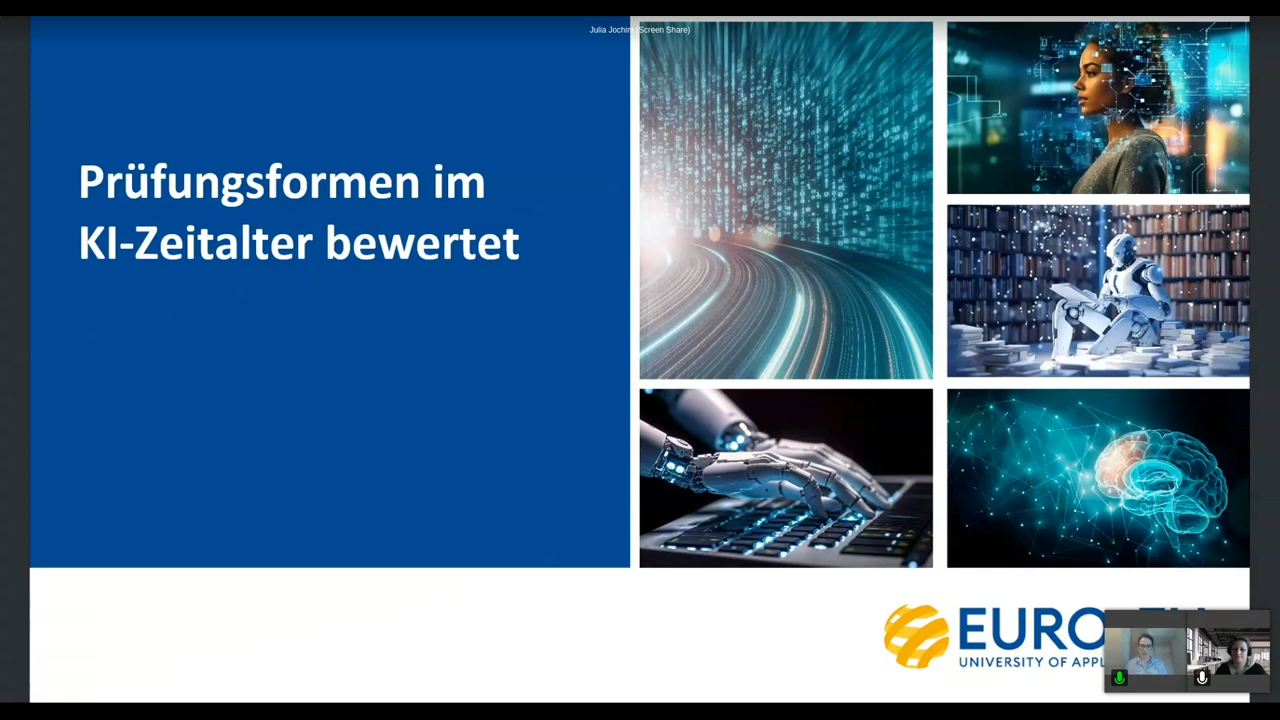 Julia Jochim (Screen Share)
Prüfungsformen im
KI-Zeitalter bewertet
EURO
UNIVERSITY OF APPL